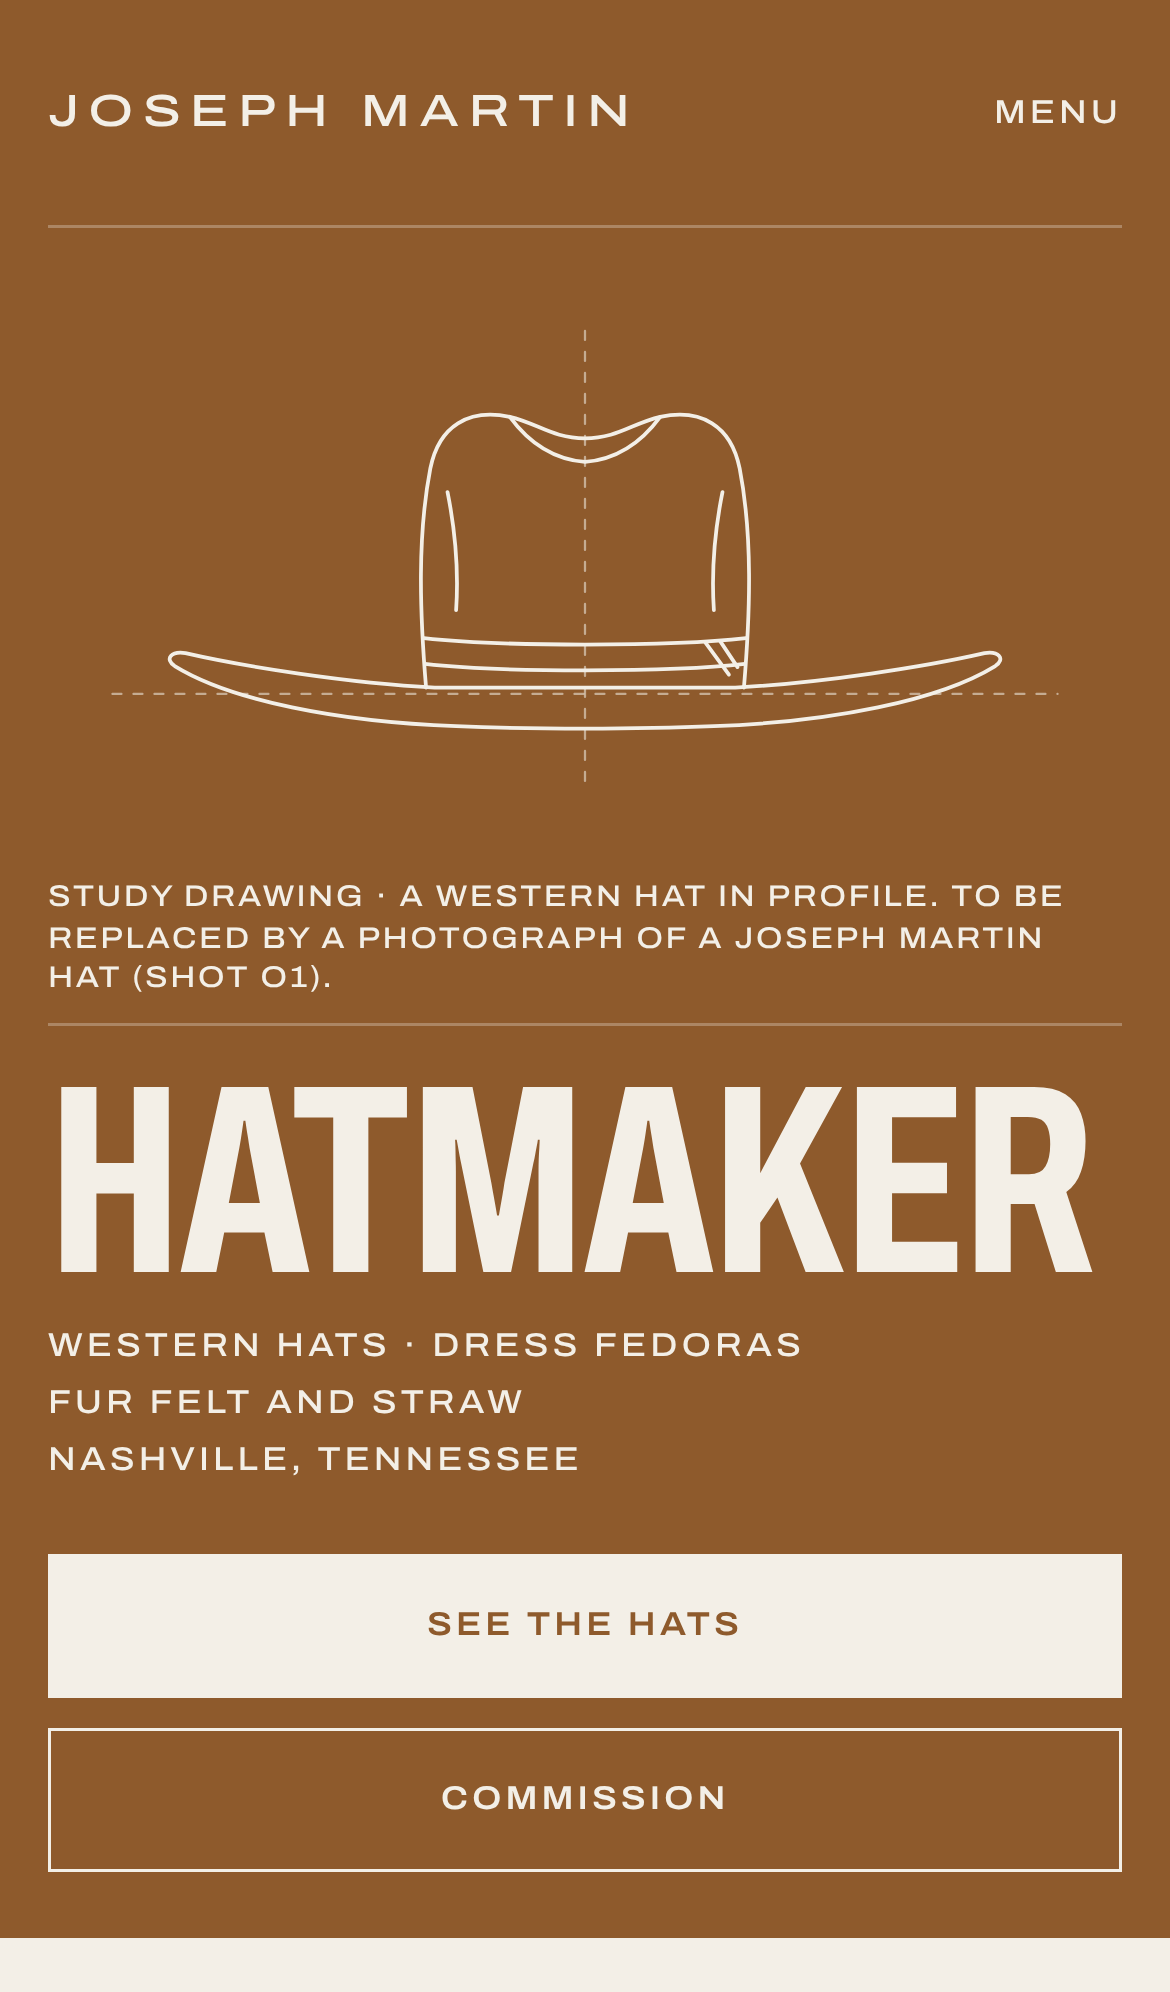 JOSEPH MARTIN
MENU
STUDY DRAWING · A WESTERN HAT IN PROFILE. TO BE
REPLACED BY A PHOTOGRAPH OF A JOSEPH MARTIN
HAT (SHOT 01).
HATMAKER
WESTERN HATS · DRESS FEDORAS
FUR FELT AND STRAW
NASHVILLE, TENNESSEE
SEE THE HATS
COMMISSION